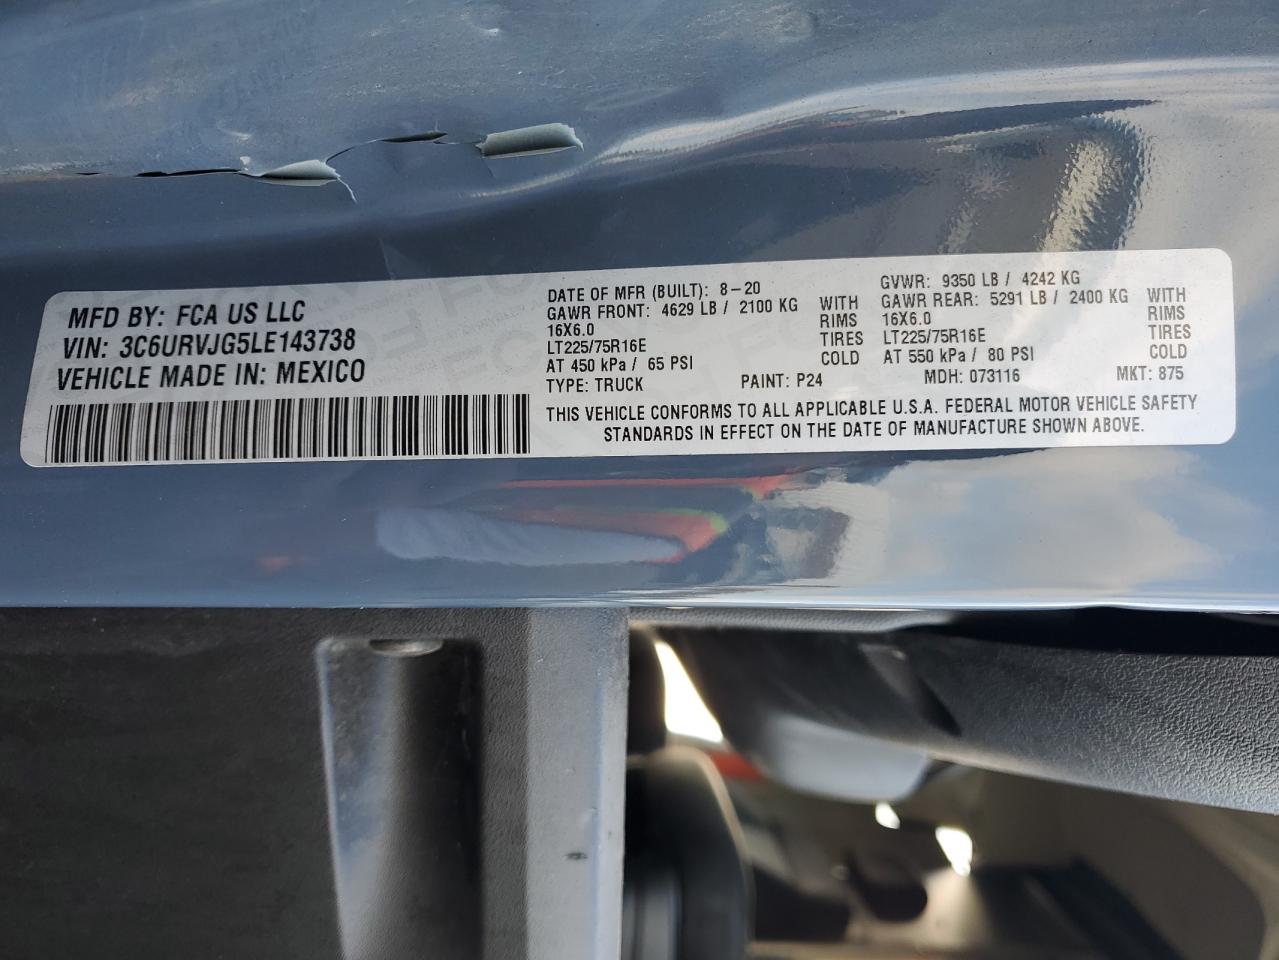 MFD BY: FCA US LLC
VIN: 3C6URVJG5LE143738
VEHICLE MADE IN: MEXICO
DATE OF MFR (BUILT): 8-20
GAWR FRONT: 4629 LB / 2100 KG WITH
16X6.0 RIMS
LT225/75R16E TIRES
AT 450 kPa / 65 PSI COLD
TYPE: TRUCK PAINT: P24
GVWR: 9350 LB / 4242 KG
GAWR REAR: 5291 LB / 2400 KG WITH
16X6.0 RIMS
LT225/75R16E TIRES
AT 550 kPa / 80 PSI COLD
MDH: 073116 MKT: 875
THIS VEHICLE CONFORMS TO ALL APPLICABLE U.S.A. FEDERAL MOTOR VEHICLE SAFETY
STANDARDS IN EFFECT ON THE DATE OF MANUFACTURE SHOWN ABOVE.